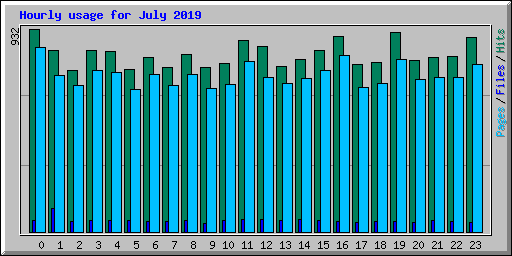 Hourly usage for July 2019
932
0 1 2 3 4 5 6 7 8 9 10 11 12 13 14 15 16 17 18 19 20 21 22 23
Pages / Files / Hits